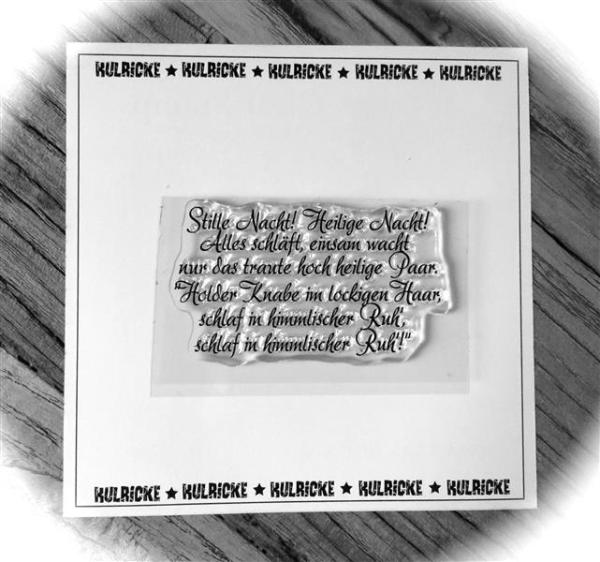 KULRICKE ★ KULRICKE ★ KULRICKE ★ KULRICKE ★ KULRICKE
Stille Nacht! Heilige Nacht!
Alles schläft, einsam wacht
nur das traute hoch heilige Paar.
"Holder Knabe im lockigen Haar,
schlaf in himmlischer Ruh',
schlaf in himmlischer Ruh'!"
KULRICKE ★ KULRICKE ★ KULRICKE ★ KULRICKE ★ KULRICKE